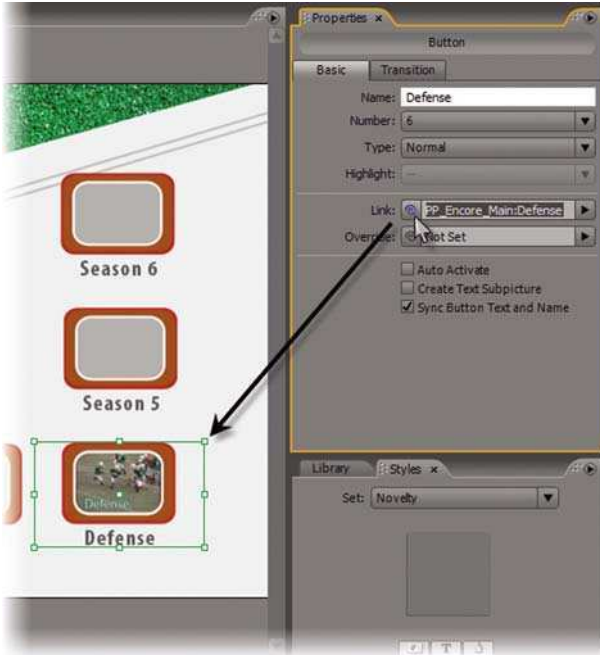 Properties ×
Button
Basic
Transition
Name: Defense
Number: 6
Type: Normal
Highlight: --
Link: PP_Encore_Main:Defense
Not Set
Auto Activate
Create Text Subpicture
Sync Button Text and Name
Season 6
Season 5
Defense
Defense
Library
Styles ×
Set: Novelty
T